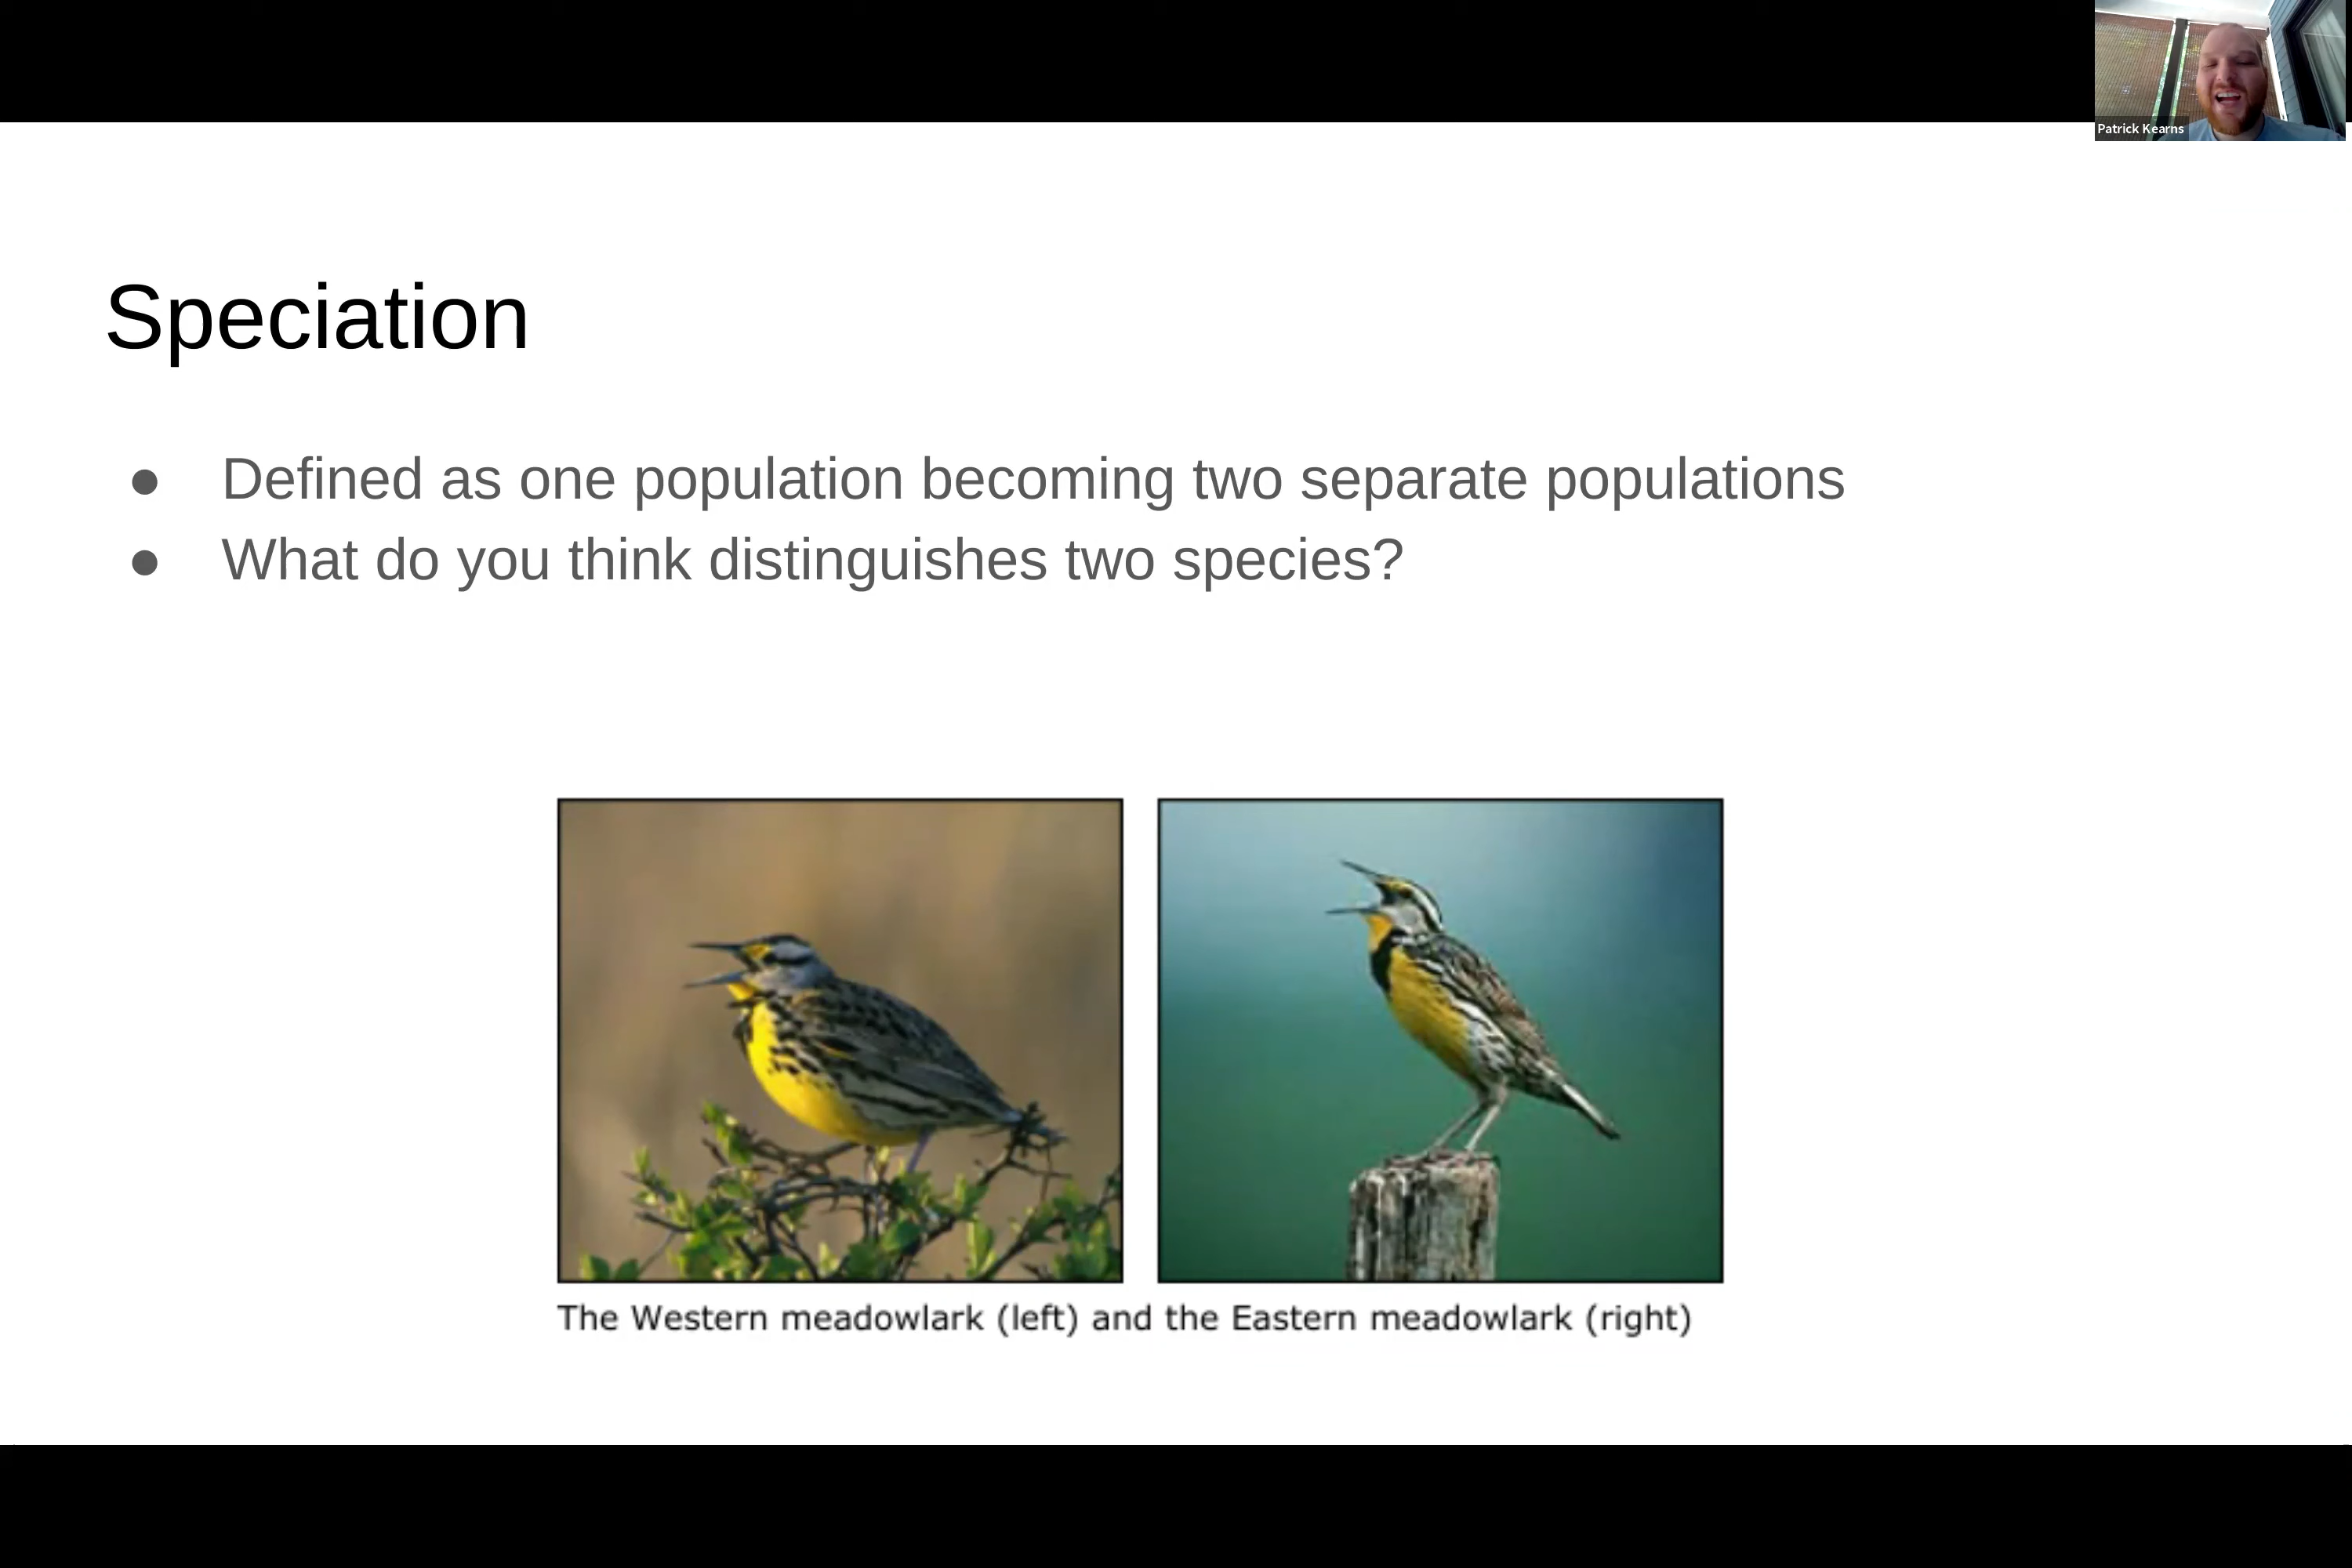 Patrick Kearns
Speciation
● Defined as one population becoming two separate populations
● What do you think distinguishes two species?
The Western meadowlark (left) and the Eastern meadowlark (right)